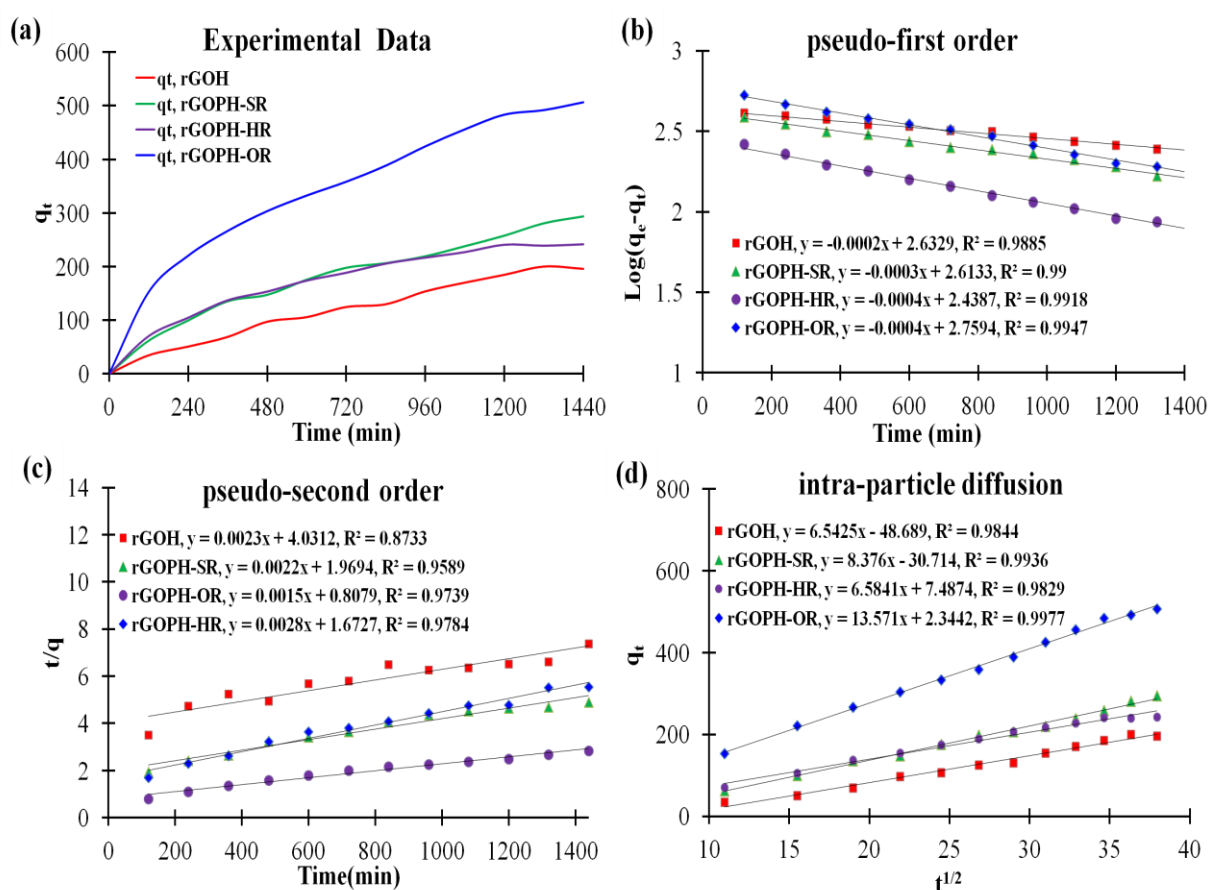 (a)
Experimental Data
600
500
400
300
200
100
0
qt, rGOH
qt, rGOPH-SR
qt, rGOPH-HR
qt, rGOPH-OR
qt
0 240 480 720 960 1200 1440
Time (min)
(b)
pseudo-first order
3
2.5
2
1.5
1
Log(qe-qt)
rGOH, y = -0.0002x + 2.6329, R² = 0.9885
rGOPH-SR, y = -0.0003x + 2.6133, R² = 0.99
rGOPH-HR, y = -0.0004x + 2.4387, R² = 0.9918
rGOPH-OR, y = -0.0004x + 2.7594, R² = 0.9947
0 200 400 600 800 1000 1200 1400
Time (min)
(c)
pseudo-second order
14
12
10
8
6
4
2
0
rGOH, y = 0.0023x + 4.0312, R² = 0.8733
rGOPH-SR, y = 0.0022x + 1.9694, R² = 0.9589
rGOPH-OR, y = 0.0015x + 0.8079, R² = 0.9739
rGOPH-HR, y = 0.0028x + 1.6727, R² = 0.9784
t/q
0 200 400 600 800 1000 1200 1400
Time(min)
(d)
intra-particle diffusion
800
600
400
200
0
rGOH, y = 6.5425x - 48.689, R² = 0.9844
rGOPH-SR, y = 8.376x - 30.714, R² = 0.9936
rGOPH-HR, y = 6.5841x + 7.4874, R² = 0.9829
rGOPH-OR, y = 13.571x + 2.3442, R² = 0.9977
qt
10 15 20 25 30 35 40
t1/2